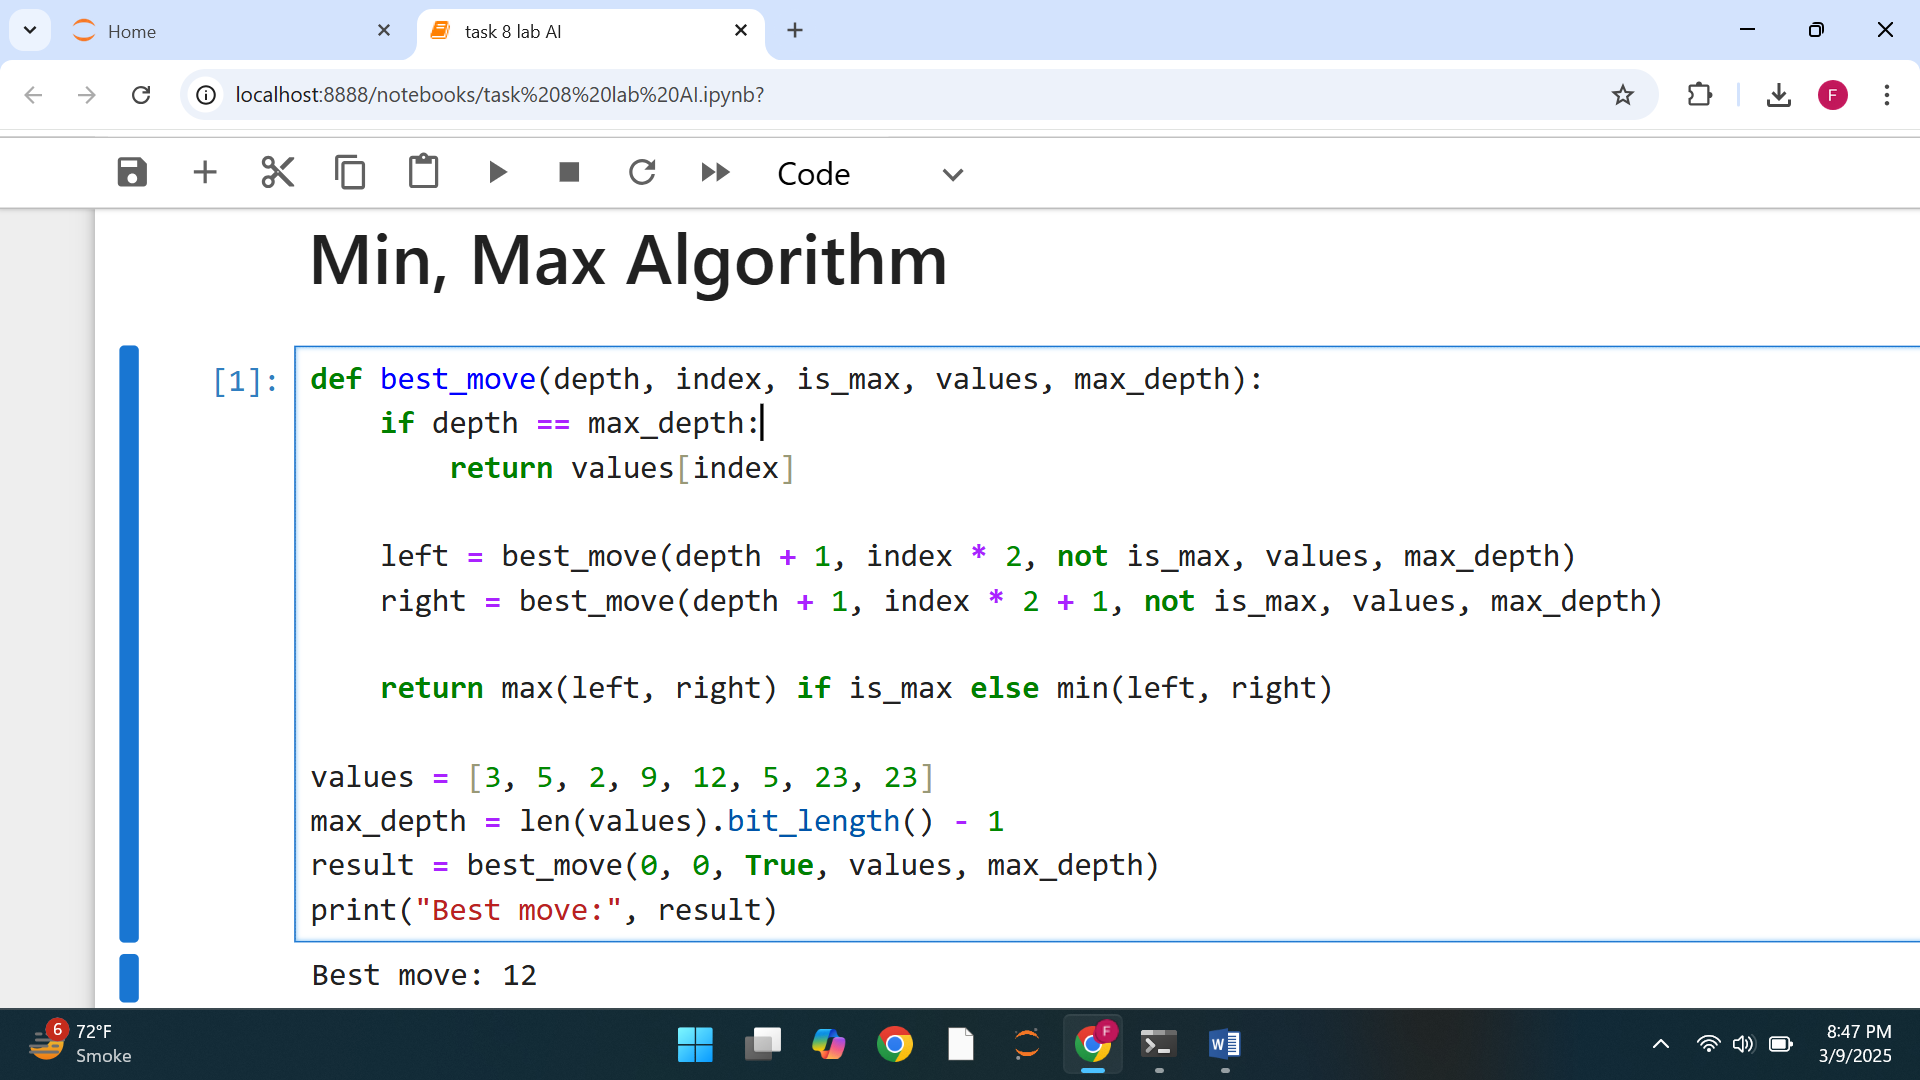 Home
task 8 lab AI
localhost:8888/notebooks/task%208%20lab%20AI.ipynb?
F
Code
Min, Max Algorithm
[1]:
def best_move(depth, index, is_max, values, max_depth):
    if depth == max_depth:
        return values[index]
    left = best_move(depth + 1, index * 2, not is_max, values, max_depth)
    right = best_move(depth + 1, index * 2 + 1, not is_max, values, max_depth)
    return max(left, right) if is_max else min(left, right)
values = [3, 5, 2, 9, 12, 5, 23, 23]
max_depth = len(values).bit_length() - 1
result = best_move(0, 0, True, values, max_depth)
print("Best move:", result)
Best move: 12
6
72°F
Smoke
F
W
8:47 PM
3/9/2025